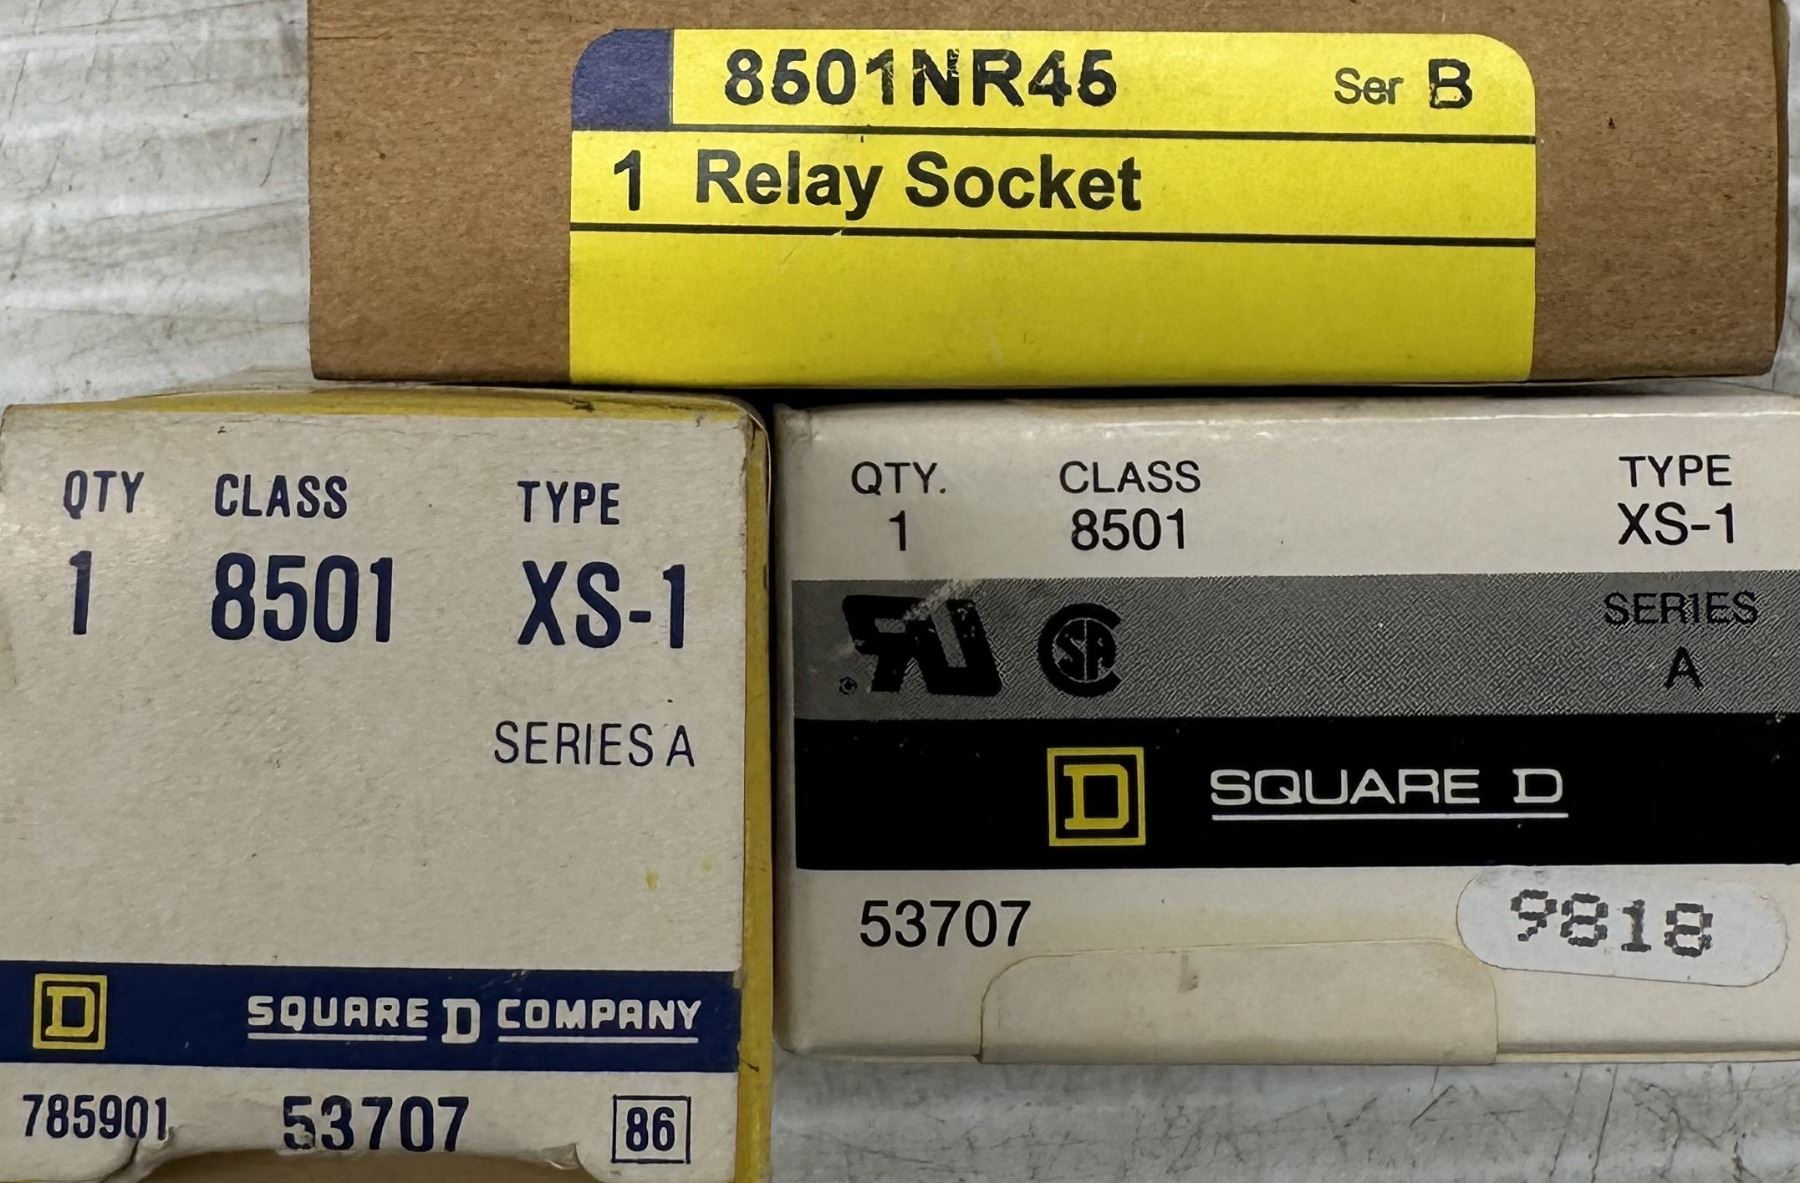 8501NR45 Ser B
1 Relay Socket
QTY CLASS TYPE
1 8501 XS-1
SERIES A
D SQUARE D COMPANY
785901 53707 86
QTY. CLASS TYPE
1 8501 XS-1
SERIES
A
D SQUARE D
53707
9818